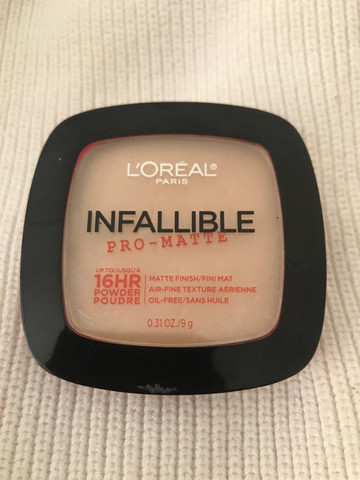 L'ORÉAL®
PARIS
INFALLIBLE
PRO-MATTE
UP TO/JUSQU'À
16HR
POWDER
POUDRE
MATTE FINISH/FINI MAT
AIR-FINE TEXTURE AÉRIENNE
OIL-FREE/SANS HUILE
0.31 OZ./9 g